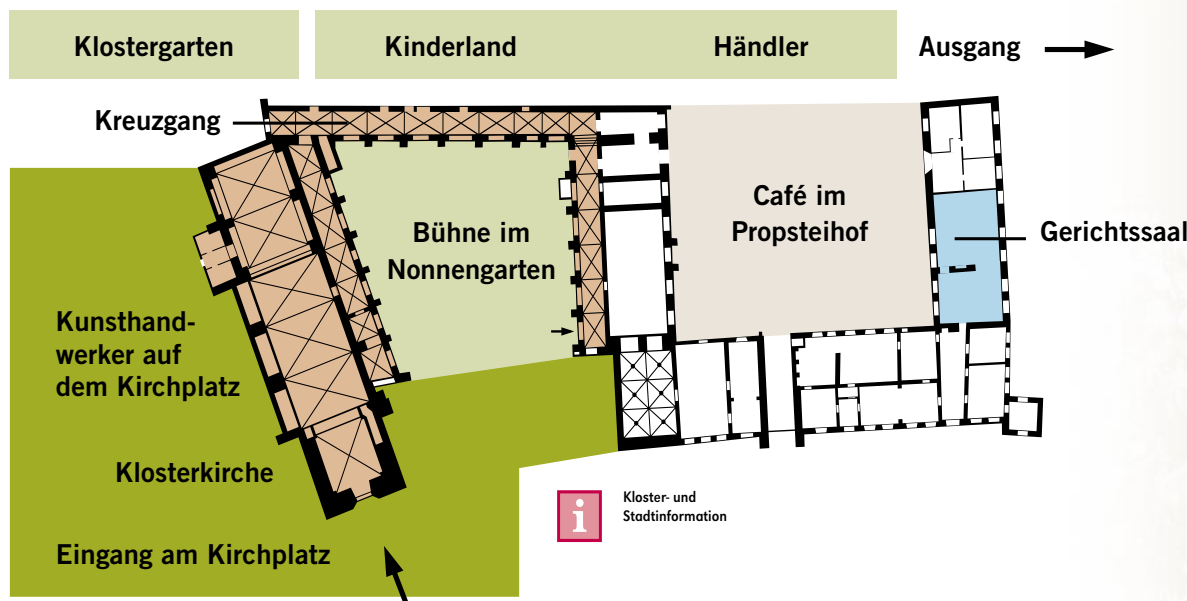 Klostergarten
Kinderland
Händler
Ausgang
Kreuzgang
Bühne im
Nonnengarten
Café im
Propsteihof
Gerichtssaal
Kunsthand-
werker auf
dem Kirchplatz
Klosterkirche
i
Kloster- und
Stadtinformation
Eingang am Kirchplatz